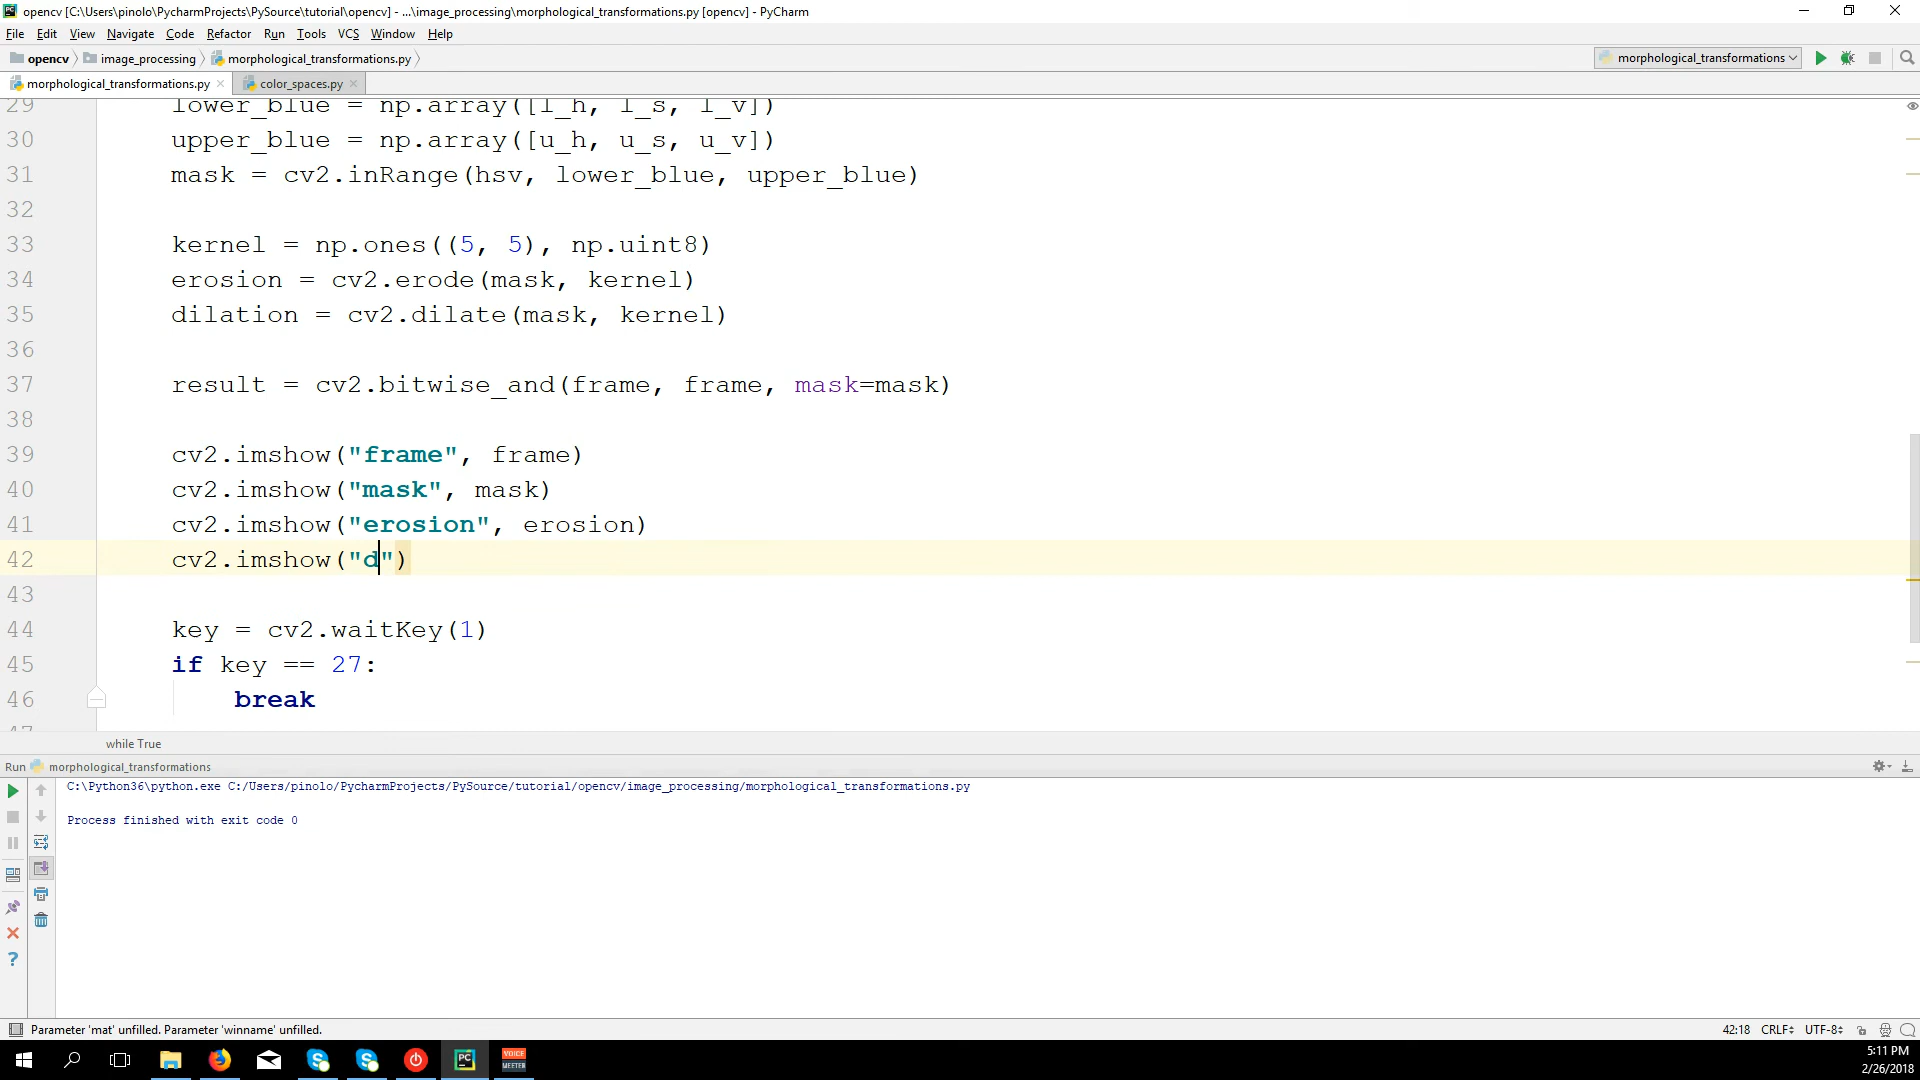 opencv [C:\Users\pinolo\PycharmProjects\PySource\tutorial\opencv] - ...\image_processing\morphological_transformations.py [opencv] - PyCharm
File Edit View Navigate Code Refactor Run Tools VCS Window Help
opencv image_processing morphological_transformations.py morphological_transformations
morphological_transformations.py color_spaces.py
29 lower_blue = np.array([l_h, l_s, l_v])
30 upper_blue = np.array([u_h, u_s, u_v])
31 mask = cv2.inRange(hsv, lower_blue, upper_blue)
32
33 kernel = np.ones((5, 5), np.uint8)
34 erosion = cv2.erode(mask, kernel)
35 dilation = cv2.dilate(mask, kernel)
36
37 result = cv2.bitwise_and(frame, frame, mask=mask)
38
39 cv2.imshow("frame", frame)
40 cv2.imshow("mask", mask)
41 cv2.imshow("erosion", erosion)
42 cv2.imshow("d")
43
44 key = cv2.waitKey(1)
45 if key == 27:
46 break
47
while True
Run morphological_transformations
C:\Python36\python.exe C:/Users/pinolo/PycharmProjects/PySource/tutorial/opencv/image_processing/morphological_transformations.py
Process finished with exit code 0
Parameter 'mat' unfilled. Parameter 'winname' unfilled. 42:18 CRLF UTF-8
PC
VOICE
MEETER
5:11 PM
2/26/2018